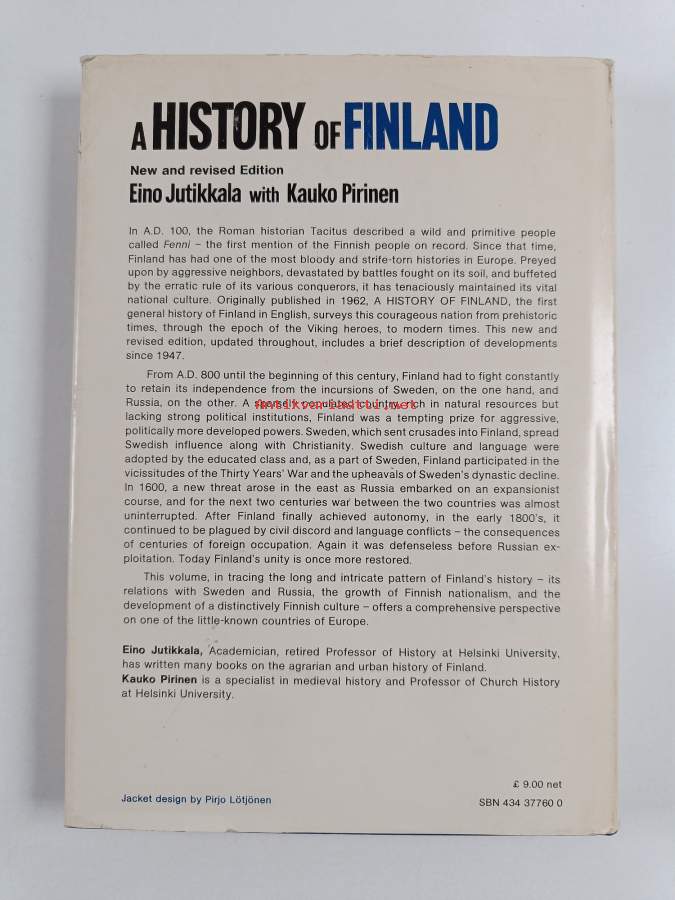 A HISTORY OF FINLAND
New and revised Edition
Eino Jutikkala with Kauko Pirinen
In A.D. 100, the Roman historian Tacitus described a wild and primitive people
called Fenni – the first mention of the Finnish people on record. Since that time,
Finland has had one of the most bloody and strife-torn histories in Europe. Preyed
upon by aggressive neighbors, devastated by battles fought on its soil, and buffeted
by the erratic rule of its various conquerors, it has tenaciously maintained its vital
national culture. Originally published in 1962, A HISTORY OF FINLAND, the first
general history of Finland in English, surveys this courageous nation from prehistoric
times, through the epoch of the Viking heroes, to modern times. This new and
revised edition, updated throughout, includes a brief description of developments
since 1947.
From A.D. 800 until the beginning of this century, Finland had to fight constantly
to retain its independence from the incursions of Sweden, on the one hand, and
Russia, on the other. A sparsely populated country rich in natural resources but
lacking strong political institutions, Finland was a tempting prize for aggressive,
politically more developed powers. Sweden, which sent crusades into Finland, spread
Swedish influence along with Christianity. Swedish culture and language were
adopted by the educated class and, as a part of Sweden, Finland participated in the
vicissitudes of the Thirty Years' War and the upheavals of Sweden's dynastic decline.
In 1600, a new threat arose in the east as Russia embarked on an expansionist
course, and for the next two centuries war between the two countries was almost
uninterrupted. After Finland finally achieved autonomy, in the early 1800's, it
continued to be plagued by civil discord and language conflicts – the consequences
of centuries of foreign occupation. Again it was defenseless before Russian ex-
ploitation. Today Finland's unity is once more restored.
This volume, in tracing the long and intricate pattern of Finland's history – its
relations with Sweden and Russia, the growth of Finnish nationalism, and the
development of a distinctively Finnish culture – offers a comprehensive perspective
on one of the little-known countries of Europe.
Eino Jutikkala, Academician, retired Professor of History at Helsinki University,
has written many books on the agrarian and urban history of Finland.
Kauko Pirinen is a specialist in medieval history and Professor of Church History
at Helsinki University.
£ 9.00 net
Jacket design by Pirjo Lötjönen
SBN 434 37760 0